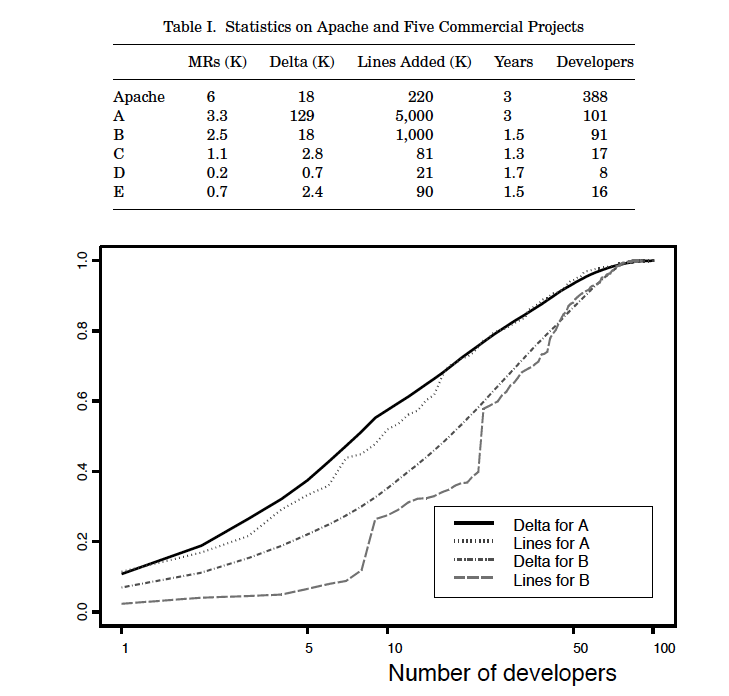 Table I. Statistics on Apache and Five Commercial Projects
MRs (K) Delta (K) Lines Added (K) Years Developers
Apache 6 18 220 3 388
A 3.3 129 5,000 3 101
B 2.5 18 1,000 1.5 91
C 1.1 2.8 81 1.3 17
D 0.2 0.7 21 1.7 8
E 0.7 2.4 90 1.5 16
1.0
0.8
0.6
0.4
0.2
0.0
Delta for A
Lines for A
Delta for B
Lines for B
1 5 10 50 100
Number of developers